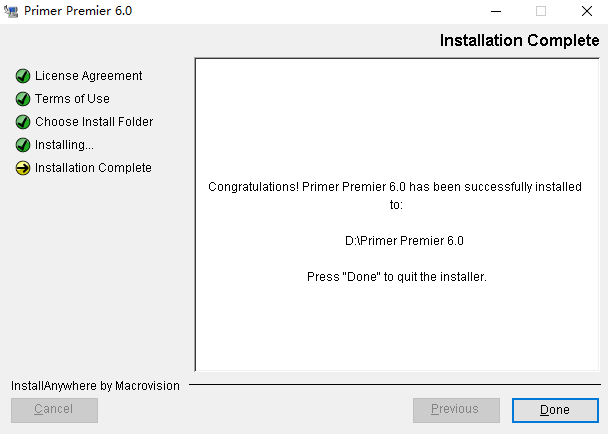 Primer Premier 6.0
Installation Complete
License Agreement
Terms of Use
Choose Install Folder
Installing...
Installation Complete
Congratulations! Primer Premier 6.0 has been successfully installed
to:
D:\Primer Premier 6.0
Press "Done" to quit the installer.
InstallAnywhere by Macrovision
Cancel
Previous
Done